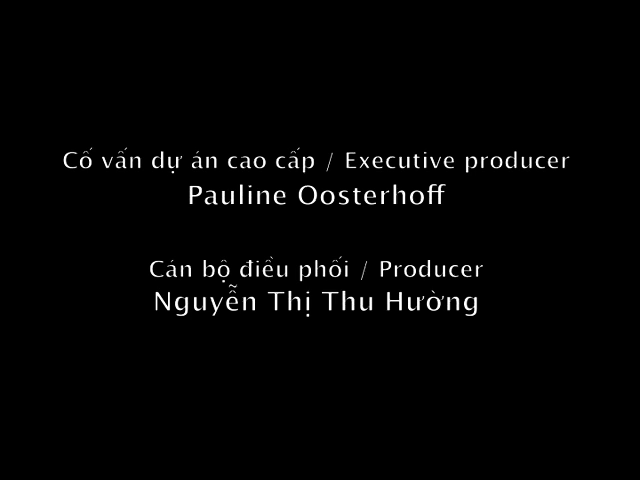 Cố vấn dự án cao cấp / Executive producer
Pauline Oosterhoff
Cán bộ điều phối / Producer
Nguyễn Thị Thu Hường